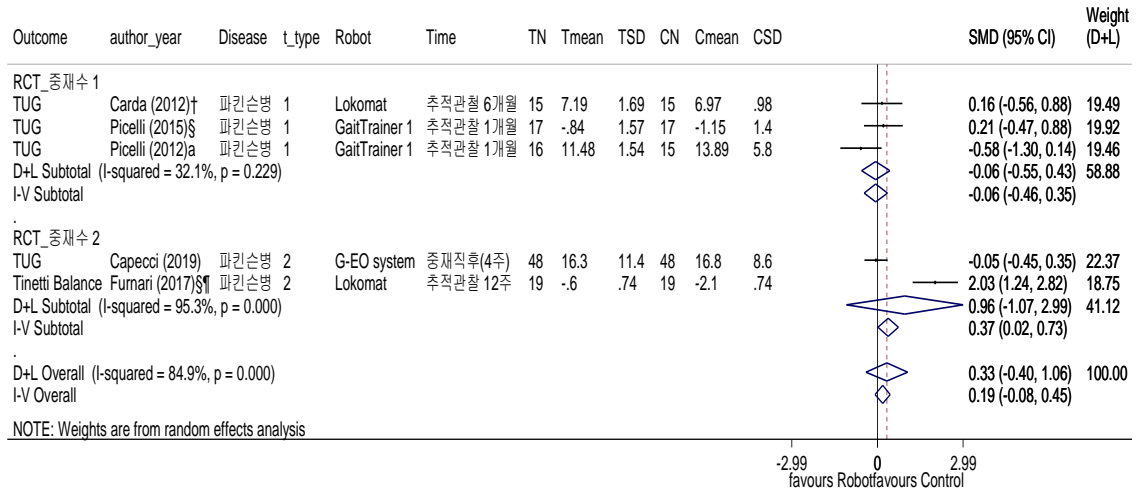 Outcome author_year Disease t_type Robot Time TN Tmean TSD CN Cmean CSD SMD (95% CI) Weight (D+L)
RCT_중재수 1
TUG Carda (2012)† 파킨슨병 1 Lokomat 추적관찰 6개월 15 7.19 1.69 15 6.97 .98 0.16 (-0.56, 0.88) 19.49
TUG Picelli (2015)§ 파킨슨병 1 GaitTrainer 1 추적관찰 1개월 17 -.84 1.57 17 -1.15 1.4 0.21 (-0.47, 0.88) 19.92
TUG Picelli (2012)a 파킨슨병 1 GaitTrainer 1 추적관찰 1개월 16 11.48 1.54 15 13.89 5.8 -0.58 (-1.30, 0.14) 19.46
D+L Subtotal (I-squared = 32.1%, p = 0.229) -0.06 (-0.55, 0.43) 58.88
I-V Subtotal -0.06 (-0.46, 0.35)
.
RCT_중재수 2
TUG Capecci (2019) 파킨슨병 2 G-EO system 중재직후(4주) 48 16.3 11.4 48 16.8 8.6 -0.05 (-0.45, 0.35) 22.37
Tinetti Balance Furnari (2017)§¶ 파킨슨병 2 Lokomat 추적관찰 12주 19 -.6 .74 19 -2.1 .74 2.03 (1.24, 2.82) 18.75
D+L Subtotal (I-squared = 95.3%, p = 0.000) 0.96 (-1.07, 2.99) 41.12
I-V Subtotal 0.37 (0.02, 0.73)
.
D+L Overall (I-squared = 84.9%, p = 0.000) 0.33 (-0.40, 1.06) 100.00
I-V Overall 0.19 (-0.08, 0.45)
NOTE: Weights are from random effects analysis
-2.99 0 2.99
favours Robotfavours Control